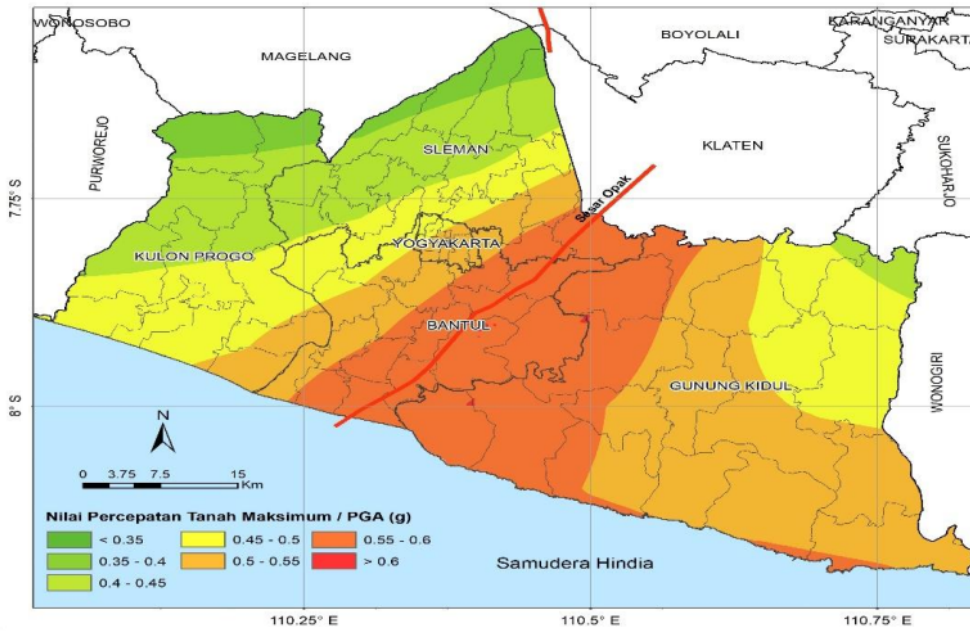 WONOSOBO
MAGELANG
BOYOLALI
KARANGANYAR
SURAKARTA
PURWOREJO
SLEMAN
KLATEN
SUKOHARJO
7.75° S
Sesar Opak
KULON PROGO
YOGYAKARTA
BANTUL
GUNUNG KIDUL
WONOGIRI
8° S
N
0 3.75 7.5 15
Km
Nilai Percepatan Tanah Maksimum / PGA (g)
< 0.35
0.45 - 0.5
0.55 - 0.6
0.35 - 0.4
0.5 - 0.55
> 0.6
0.4 - 0.45
Samudera Hindia
110.25° E
110.5° E
110.75° E